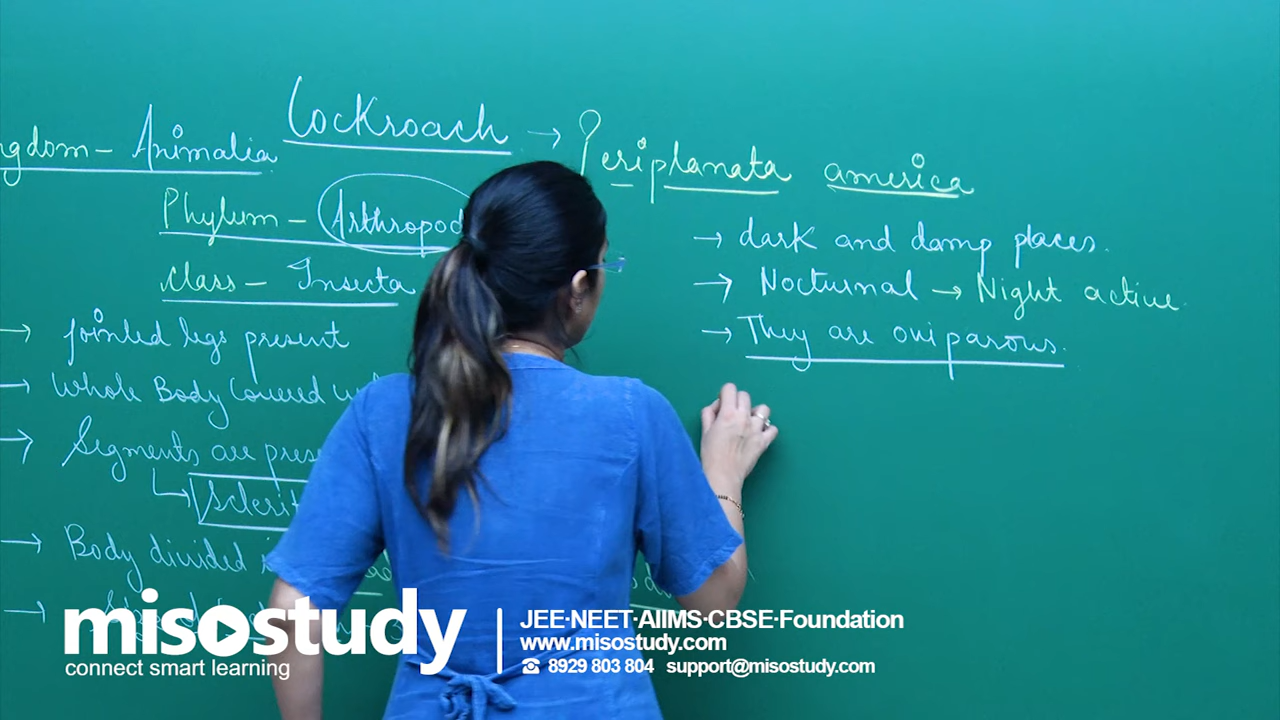 Cockroach → Periplanata america
ngdom - Animalia
Phylum - Arthropod
Class - Insecta
→ Jointed legs present
→ Whole Body Covered
→ Segments are prese
Sclerit
→ Body divided
→ dark and damp places.
→ Nocturnal → Night active.
→ They are oviparous.
misostudy
connect smart learning
JEE·NEET·AIIMS·CBSE·Foundation
www.misostudy.com
☎ 8929 803 804 support@misostudy.com